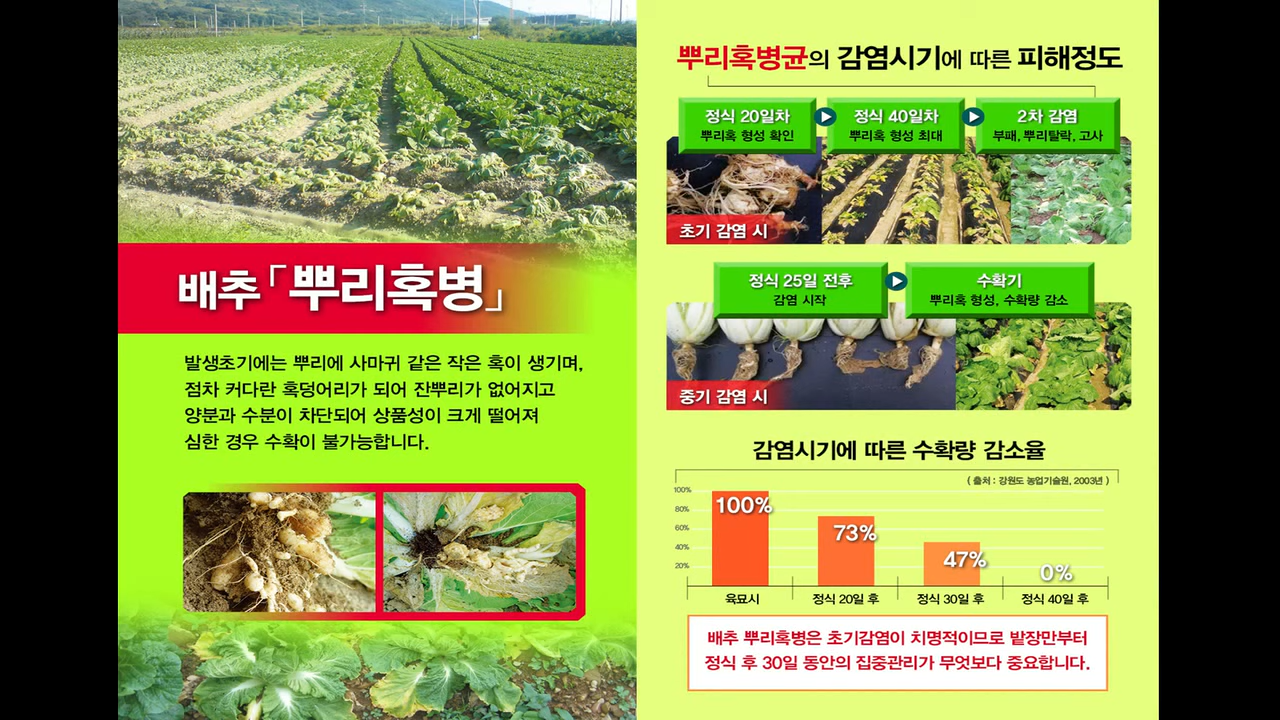 배추「뿌리혹병」
발생초기에는 뿌리에 사마귀 같은 작은 혹이 생기며,
점차 커다란 혹덩어리가 되어 잔뿌리가 없어지고
양분과 수분이 차단되어 상품성이 크게 떨어져
심한 경우 수확이 불가능합니다.
뿌리혹병균의 감염시기에 따른 피해정도
정식 20일차
뿌리혹 형성 확인
정식 40일차
뿌리혹 형성 최대
2차 감염
부패, 뿌리탈락, 고사
초기 감염 시
정식 25일 전후
감염 시작
수확기
뿌리혹 형성, 수확량 감소
중기 감염 시
감염시기에 따른 수확량 감소율
( 출처 : 강원도 농업기술원, 2003년 )
100%
80%
60%
40%
20%
100%
73%
47%
0%
육묘시
정식 20일 후
정식 30일 후
정식 40일 후
배추 뿌리혹병은 초기감염이 치명적이므로 밭장만부터
정식 후 30일 동안의 집중관리가 무엇보다 중요합니다.